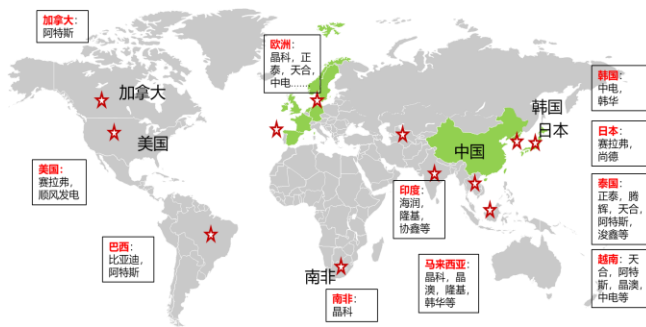 加拿大：
阿特斯
欧洲：
晶科，正
泰，天合，
中电……
韩国：
中电，
韩华
加拿大
韩国
日本
美国
中国
日本：
赛拉弗，
尚德
美国：
赛拉弗，
顺风发电
印度：
海润，
隆基，
协鑫等
泰国：
正泰，腾
辉，天合，
阿特斯，
浚鑫等
巴西：
比亚迪，
阿特斯
南非
马来西亚：
晶科，晶
澳，隆基，
韩华等
越南：天
合，阿特
斯，晶澳，
中电等
南非：
晶科